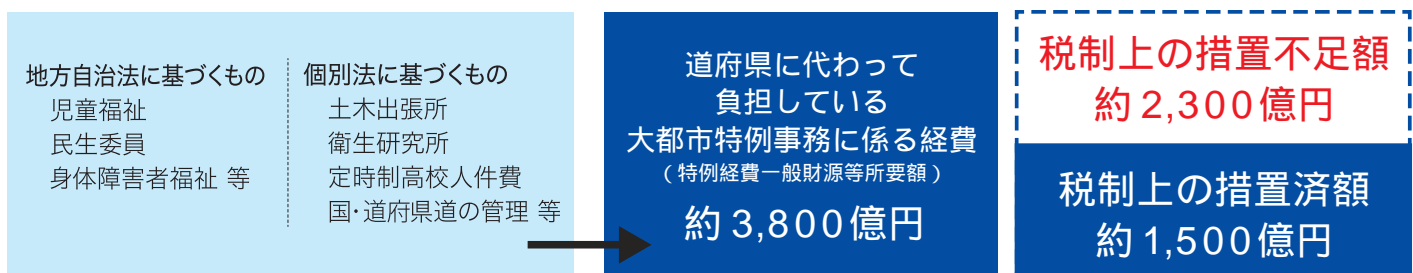 地方自治法に基づくもの
児童福祉
民生委員
身体障害者福祉 等
個別法に基づくもの
土木出張所
衛生研究所
定時制高校人件費
国・道府県道の管理 等
道府県に代わって
負担している
大都市特例事務に係る経費
（特例経費一般財源等所要額）
約3,800億円
税制上の措置不足額
約2,300億円
税制上の措置済額
約1,500億円